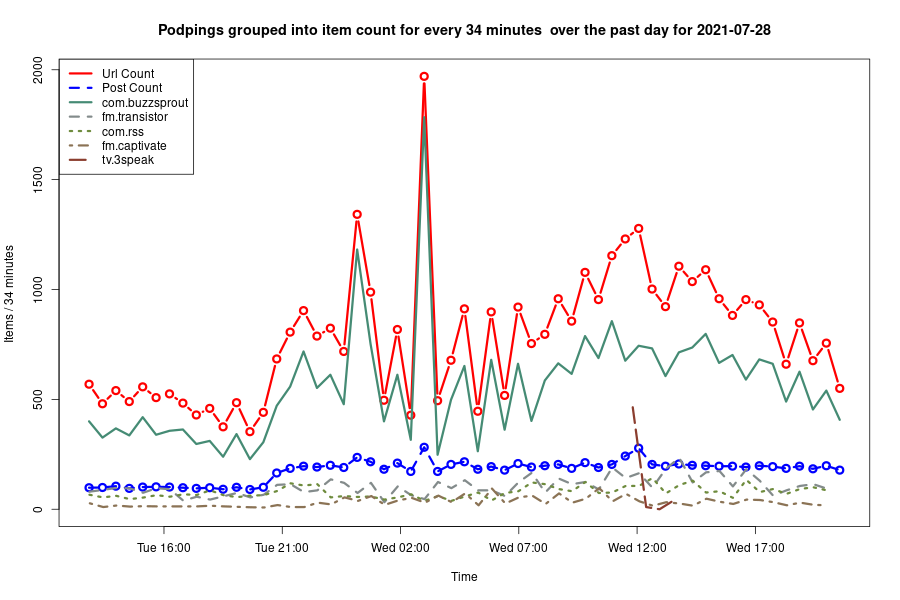 Podpings grouped into item count for every 34 minutes  over the past day for 2021-07-28
Url Count
Post Count
com.buzzsprout
fm.transistor
com.rss
fm.captivate
tv.3speak
2000
1500
1000
500
0
Items / 34 minutes
Tue 16:00
Tue 21:00
Wed 02:00
Wed 07:00
Wed 12:00
Wed 17:00
Time